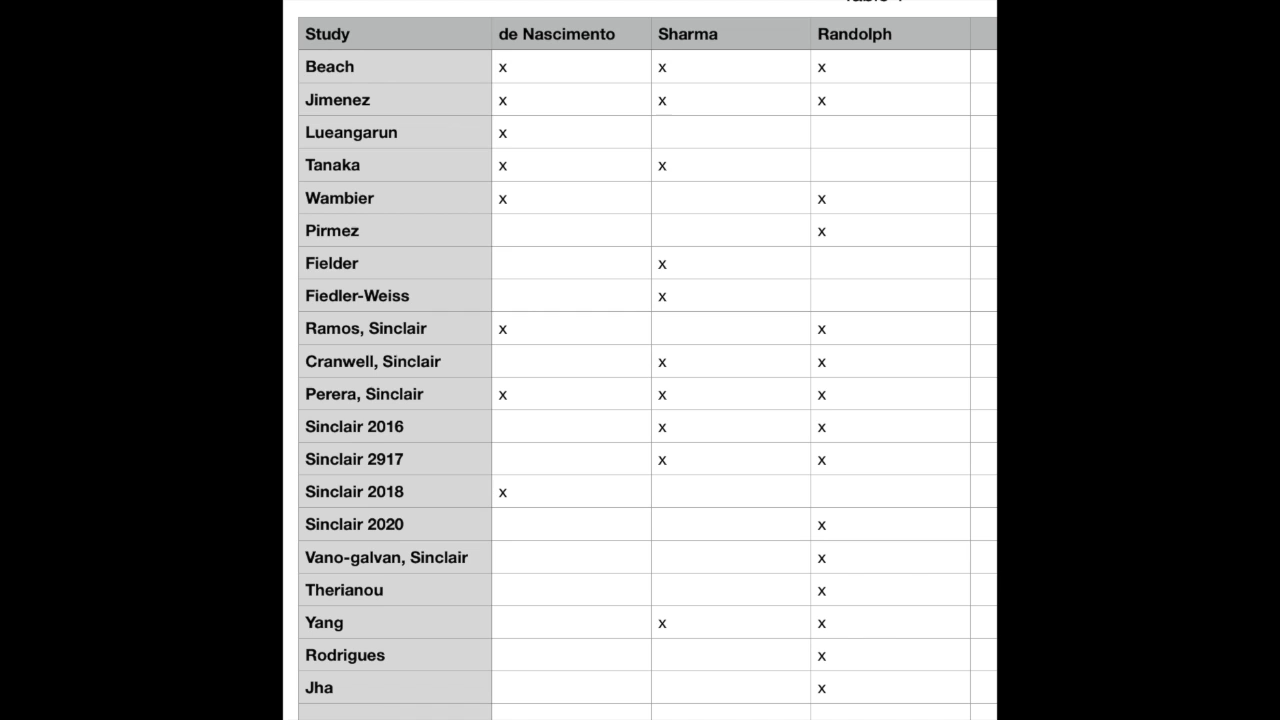 Study de Nascimento Sharma Randolph
Beach x x x
Jimenez x x x
Lueangarun x
Tanaka x x
Wambier x x
Pirmez x
Fielder x
Fiedler-Weiss x
Ramos, Sinclair x x
Cranwell, Sinclair x x
Perera, Sinclair x x x
Sinclair 2016 x x
Sinclair 2917 x x
Sinclair 2018 x
Sinclair 2020 x
Vano-galvan, Sinclair x
Therianou x
Yang x x
Rodrigues x
Jha x